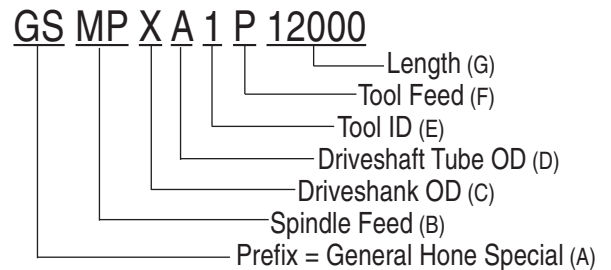 GS MP X A 1 P 12000
Length (G)
Tool Feed (F)
Tool ID (E)
Driveshaft Tube OD (D)
Driveshank OD (C)
Spindle Feed (B)
Prefix = General Hone Special (A)